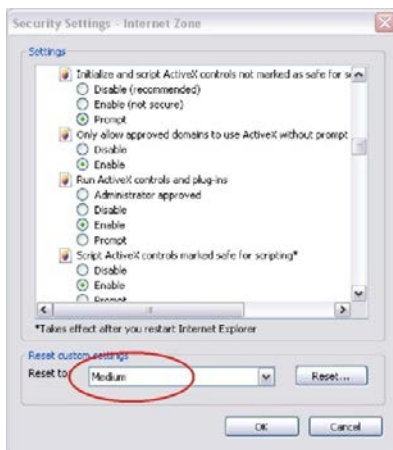 Security Settings - Internet Zone
Settings
Initialize and script ActiveX controls not marked as safe for s
Disable (recommended)
Enable (not secure)
Prompt
Only allow approved domains to use ActiveX without prompt
Disable
Enable
Run ActiveX controls and plug-ins
Administrator approved
Disable
Enable
Prompt
Script ActiveX controls marked safe for scripting*
Disable
Enable
Prompt
*Takes effect after you restart Internet Explorer
Reset custom settings
Reset to: Medium Reset...
OK Cancel